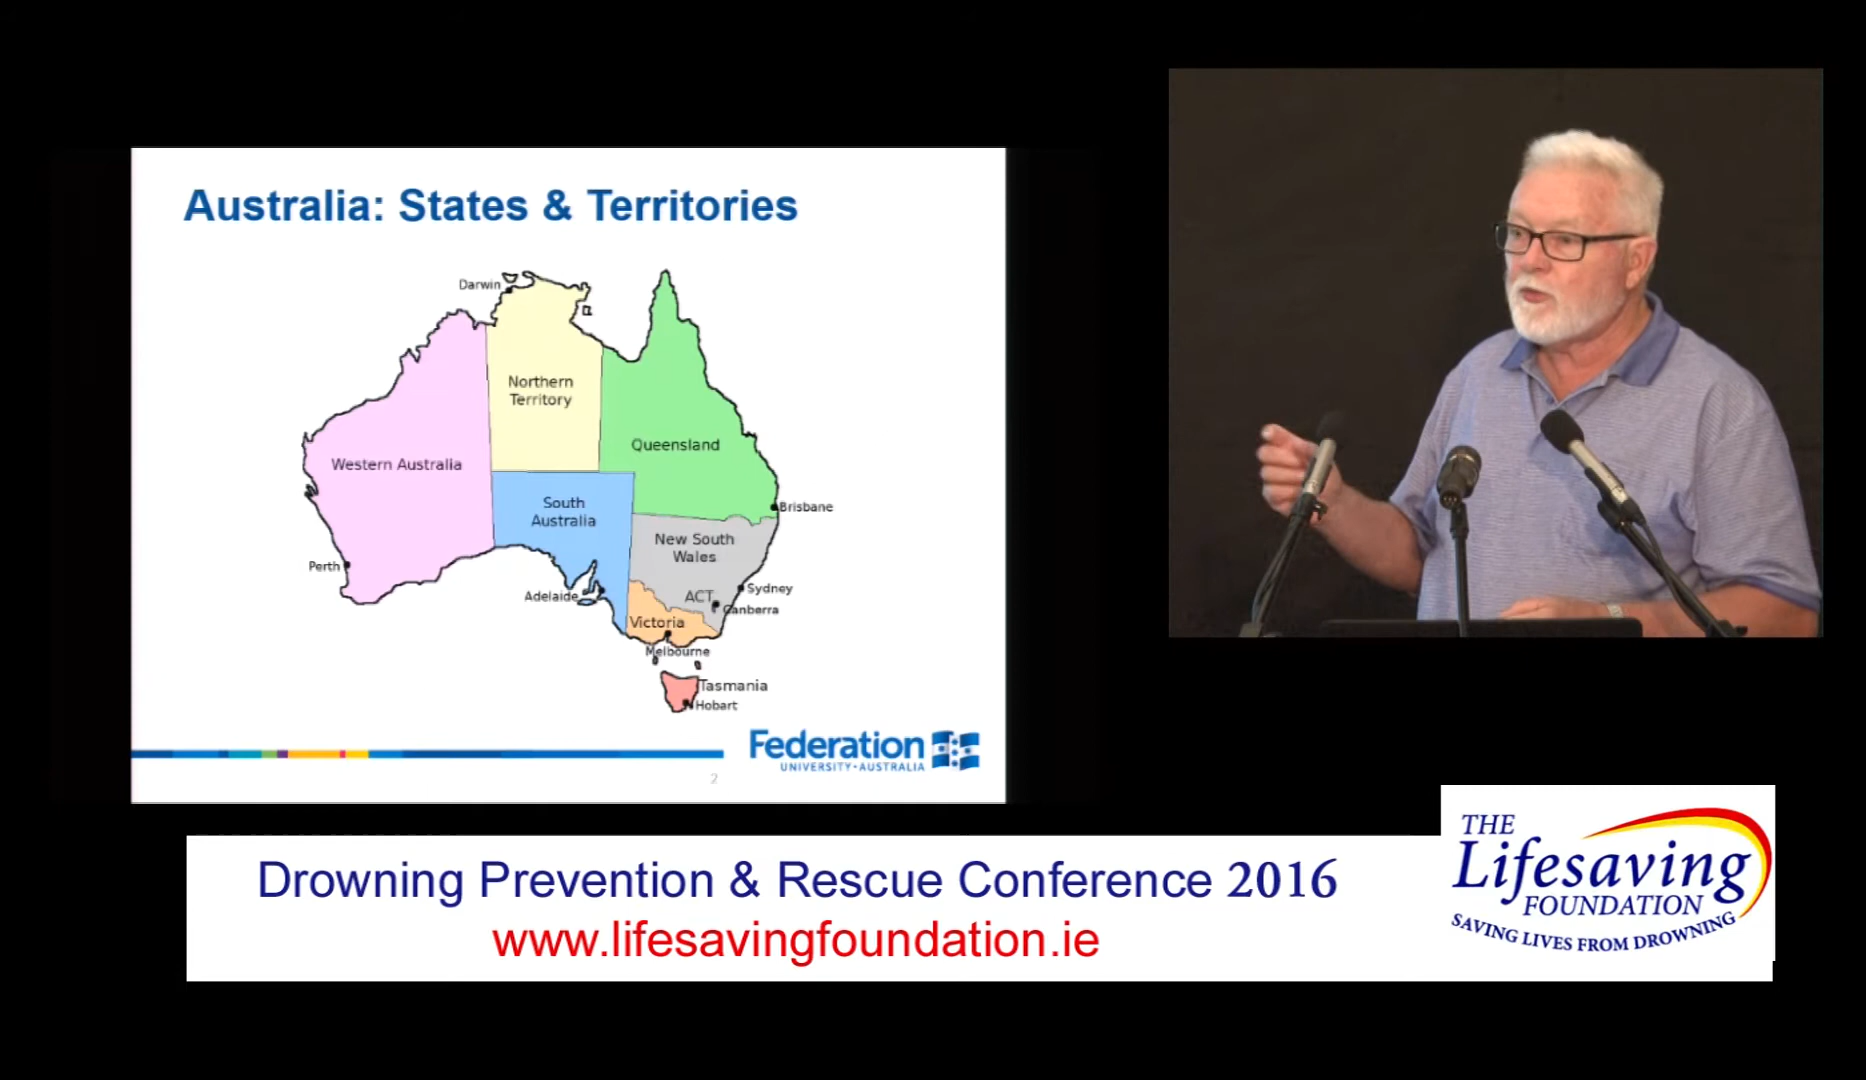 Australia: States & Territories
Darwin
Northern
Territory
Queensland
Western Australia
South
Australia
Brisbane
New South
Wales
Perth
Adelaide
ACT
Sydney
Canberra
Victoria
Melbourne
Tasmania
Hobart
Federation
UNIVERSITY • AUSTRALIA
2
Drowning Prevention & Rescue Conference 2016
www.lifesavingfoundation.ie
THE
Lifesaving
FOUNDATION
SAVING LIVES FROM DROWNING